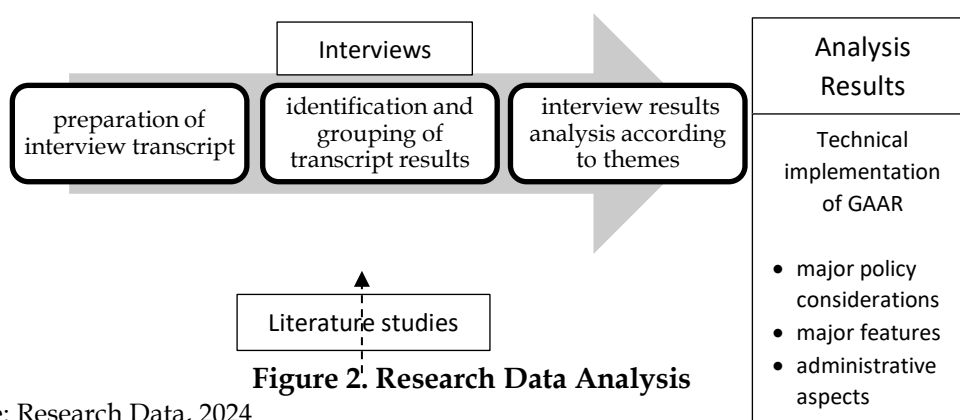 Interviews
preparation of
interview transcript
identification and
grouping of
transcript results
interview results
analysis according
to themes
Literature studies
Analysis
Results
Technical
implementation
of GAAR
• major policy
considerations
• major features
• administrative
aspects
Figure 2. Research Data Analysis
e: Research Data, 2024